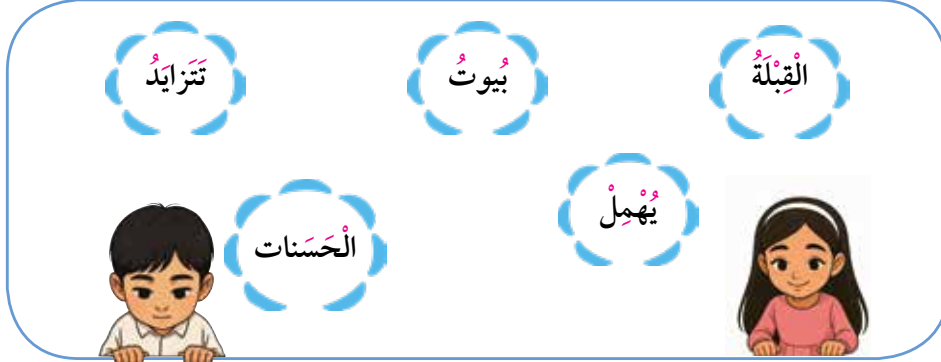 الْقِبْلَةُ
بُيوتُ
تَتَزايَدُ
يُهْمِلْ
الْحَسَنات